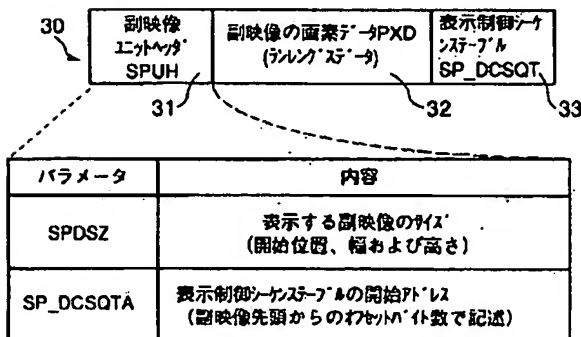 30
副映像
ユニットヘッダ
SPUH
副映像の画素データPXD
(ランレングスデータ)
表示制御シーケ
ンステーブル
SP_DCSQT
31
32
33
パラメータ
内容
SPDSZ
表示する副映像のサイズ
(開始位置、幅および高さ)
SP_DCSQTA
表示制御シーケンステーブルの開始アドレス
(副映像先頭からのオフセットバイト数で記述)